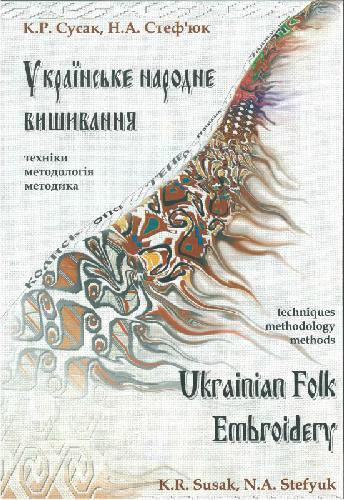 К.Р. Сусак, Н.А. Стеф'юк
Українське народне
вишивання
техніки
методологія
методика
techniques
methodology
methods
Ukrainian Folk
Embroidery
K.R. Susak, N.A. Stefyuk